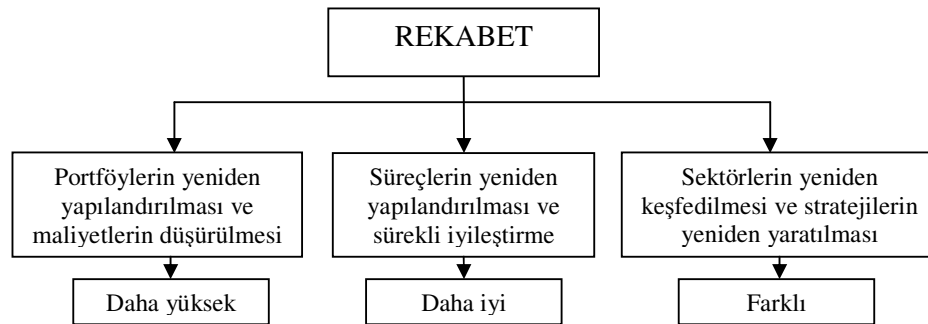 REKABET
Portföylerin yeniden
yapılandırılması ve
maliyetlerin düşürülmesi
Süreçlerin yeniden
yapılandırılması ve
sürekli iyileştirme
Sektörlerin yeniden
keşfedilmesi ve stratejilerin
yeniden yaratılması
Daha yüksek
Daha iyi
Farklı